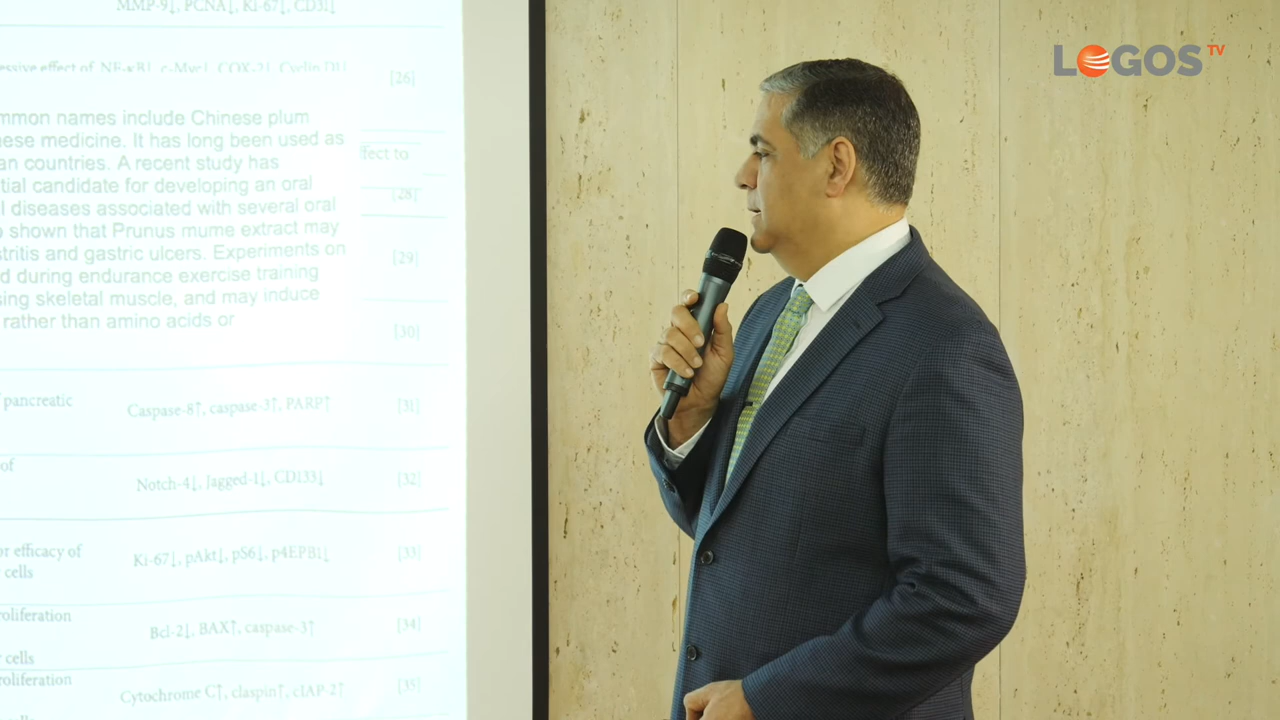 LOGOS TV
MMP-9↓, PCNA↓, Ki-67↓, CD31↓
essive effect of NF-κB↓, c-Myc↓, COX-2↓, Cyclin D1↓ [26]
mmon names include Chinese plum
nese medicine. It has long been used as
an countries. A recent study has
ffect to
tial candidate for developing an oral
[28]
l diseases associated with several oral
o shown that Prunus mume extract may
stritis and gastric ulcers. Experiments on
[29]
d during endurance exercise training
sing skeletal muscle, and may induce
rather than amino acids or
[30]
pancreatic
Caspase-8↑, caspase-3↑, PARP↑ [31]
of
Notch-4↓, Jagged-1↓, CD133↓ [32]
or efficacy of
Ki-67↓, pAkt↓, pS6↓, p4EPB1↓ [33]
cells
roliferation
Bcl-2↓, BAX↑, caspase-3↑ [34]
cells
roliferation
Cytochrome C↑, claspin↑, cIAP-2↑ [35]